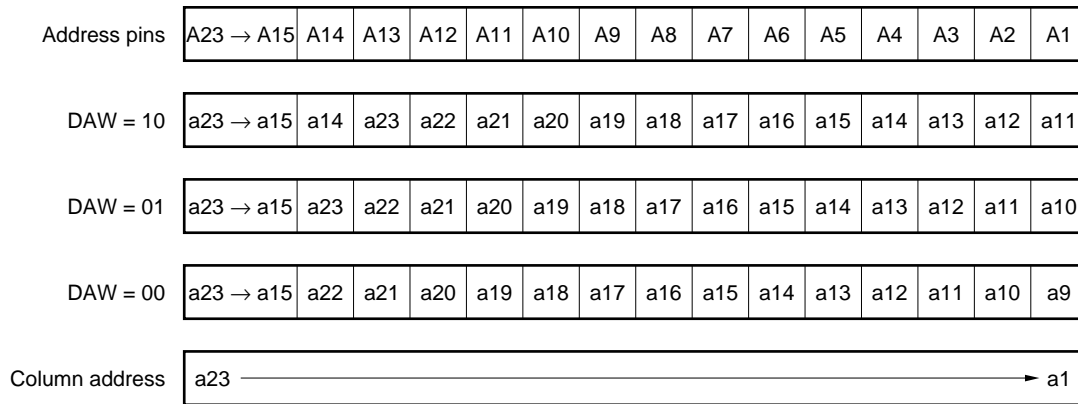 Address pins A23 → A15 A14 A13 A12 A11 A10 A9 A8 A7 A6 A5 A4 A3 A2 A1
DAW = 10 a23 → a15 a14 a23 a22 a21 a20 a19 a18 a17 a16 a15 a14 a13 a12 a11
DAW = 01 a23 → a15 a23 a22 a21 a20 a19 a18 a17 a16 a15 a14 a13 a12 a11 a10
DAW = 00 a23 → a15 a22 a21 a20 a19 a18 a17 a16 a15 a14 a13 a12 a11 a10 a9
Column address a23 → a1